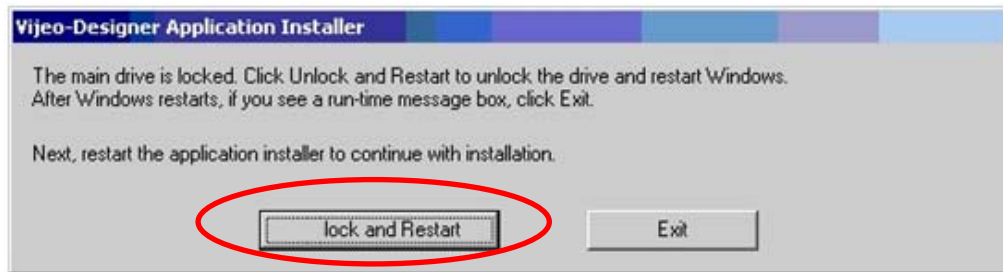 Vijeo-Designer Application Installer
The main drive is locked. Click Unlock and Restart to unlock the drive and restart Windows.
After Windows restarts, if you see a run-time message box, click Exit.
Next, restart the application installer to continue with installation.
lock and Restart
Exit